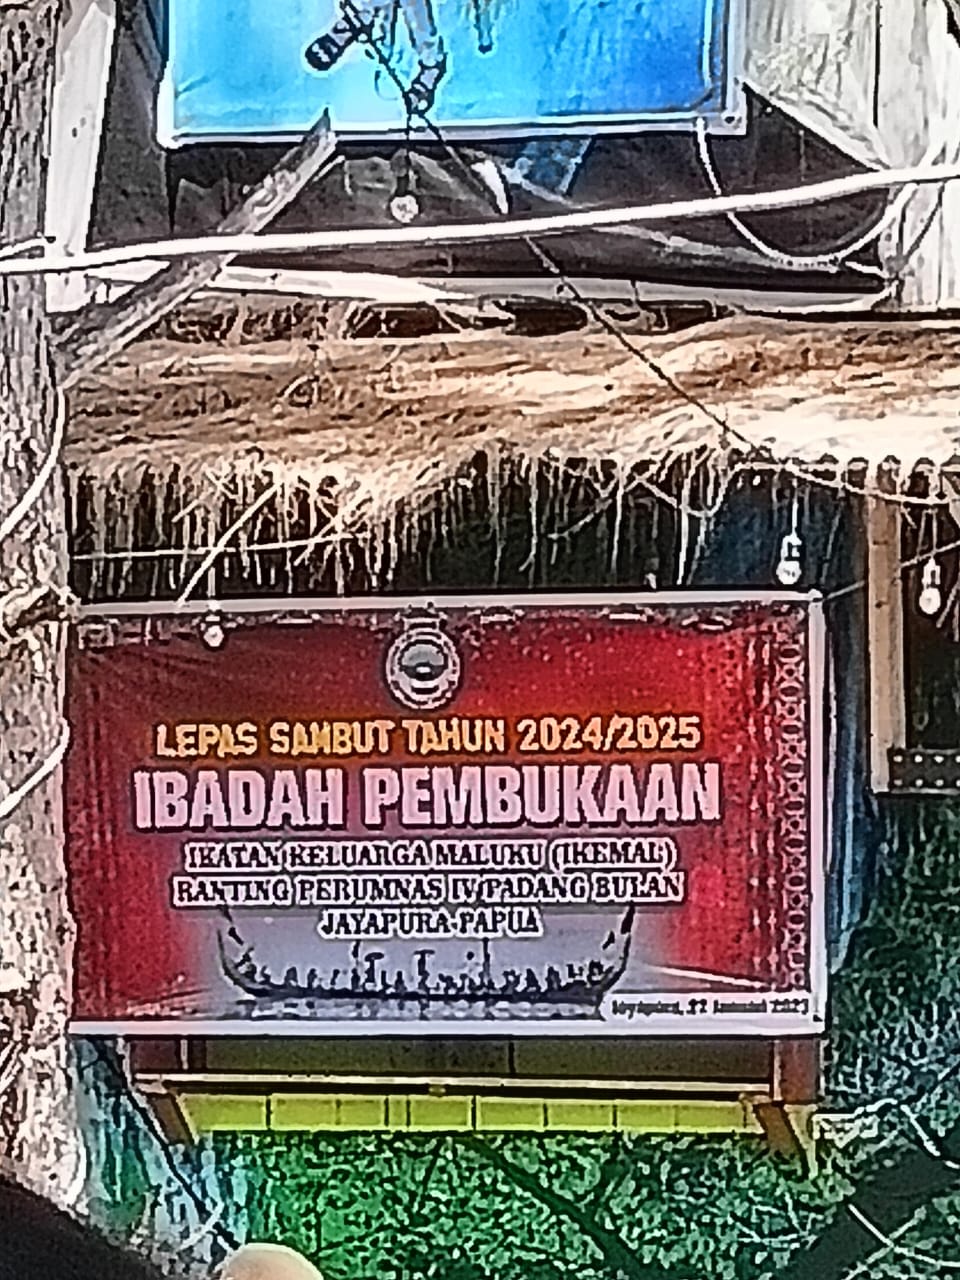 LEPAS SAMBUT TAHUN 2024/2025
IBADAH PEMBUKAAN
IKATAN KELUARGA MALUKU (IKEMAL)
RANTING PERUMNAS IV/PADANG BULAN
JAYAPURA-PAPUA